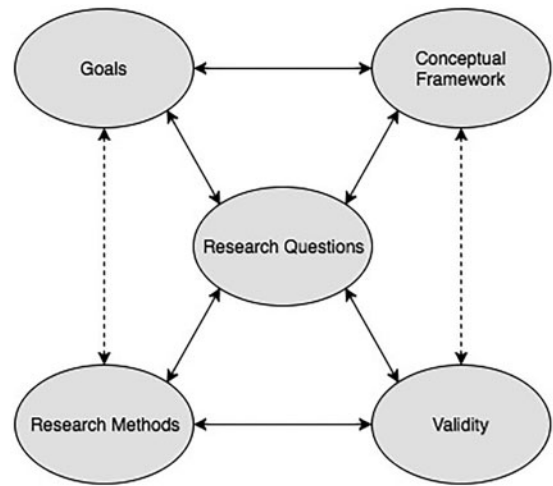 Goals
Conceptual
Framework
Research Questions
Research Methods
Validity